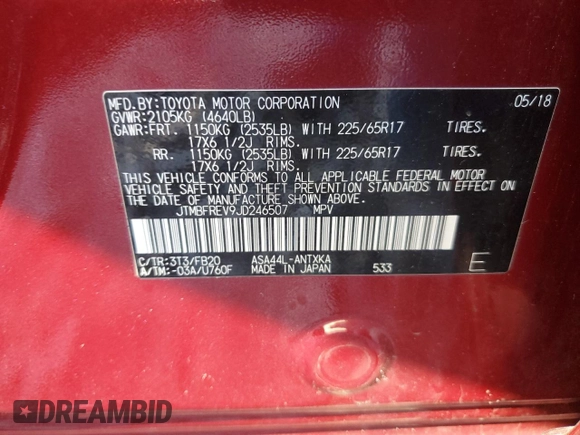 MFD.BY:TOYOTA MOTOR CORPORATION 05/18
GVWR:2105KG (4640LB)
GAWR:FRT. 1150KG (2535LB) WITH 225/65R17 TIRES.
17X6 1/2J RIMS.
RR. 1150KG (2535LB) WITH 225/65R17 TIRES.
17X6 1/2J RIMS.
THIS VEHICLE CONFORMS TO ALL APPLICABLE FEDERAL MOTOR
VEHICLE SAFETY AND THEFT PREVENTION STANDARDS IN EFFECT ON
THE DATE OF MANUFACTURE SHOWN ABOVE.
JTMBFREV9JD246507 MPV
C/TR:3T3/FB20 ASA44L-ANTXKA
A/TM:-03A/U760F MADE IN JAPAN 533 E
DREAMBID